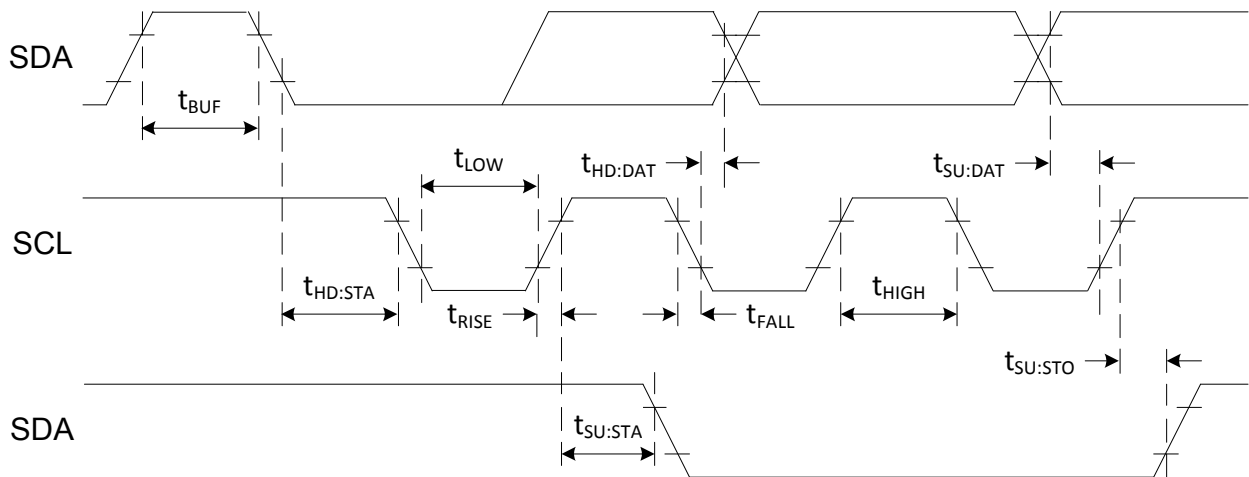 SDA
tBUF
tLOW
tHD:DAT
tSU:DAT
SCL
tHD:STA
tRISE
tFALL
tHIGH
tSU:STO
SDA
tSU:STA